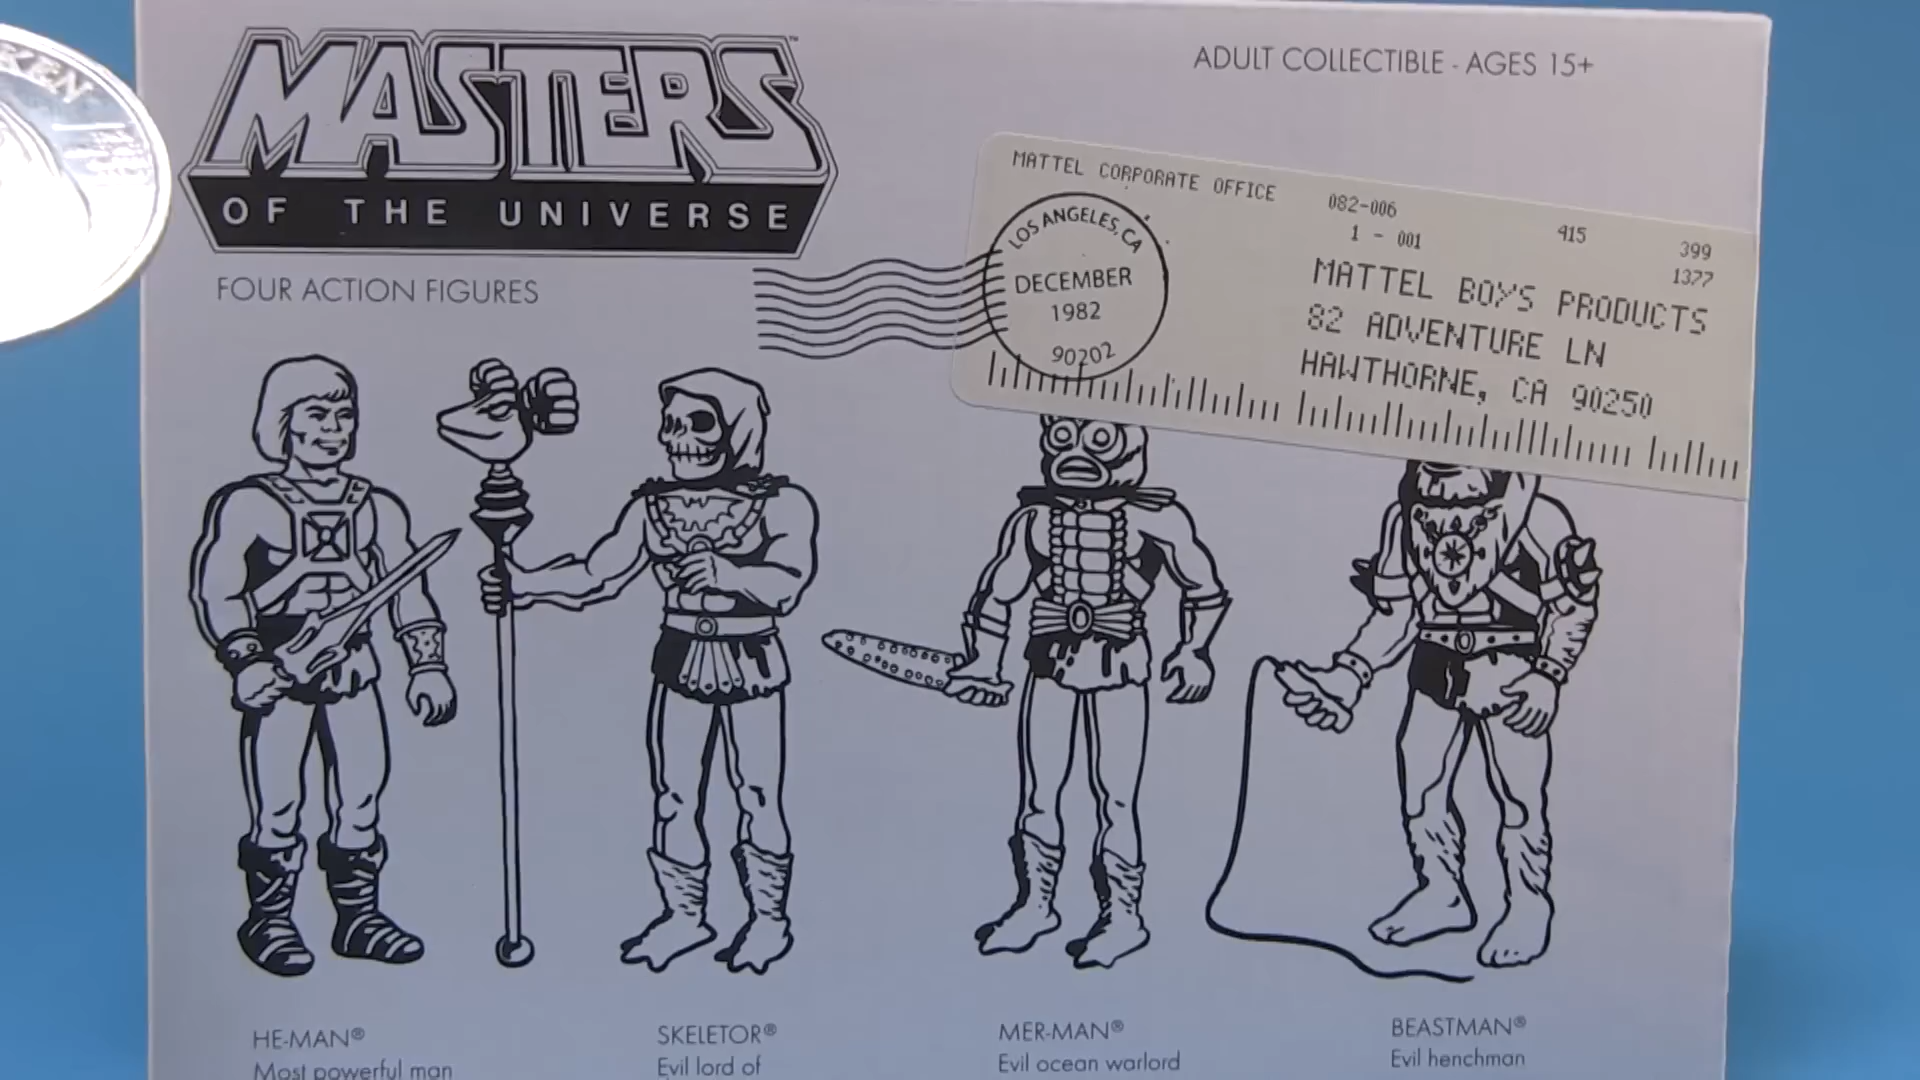 MASTERS™
OF THE UNIVERSE
ADULT COLLECTIBLE - AGES 15+
FOUR ACTION FIGURES
MATTEL CORPORATE OFFICE
082-006
1 - 001
415
399
1377
MATTEL BOY'S PRODUCTS
82 ADVENTURE LN
HAWTHORNE, CA 90250
LOS ANGELES, CA
DECEMBER
1982
90202
HE-MAN®
Most powerful man
SKELETOR®
Evil lord of
MER-MAN®
Evil ocean warlord
BEASTMAN®
Evil henchman